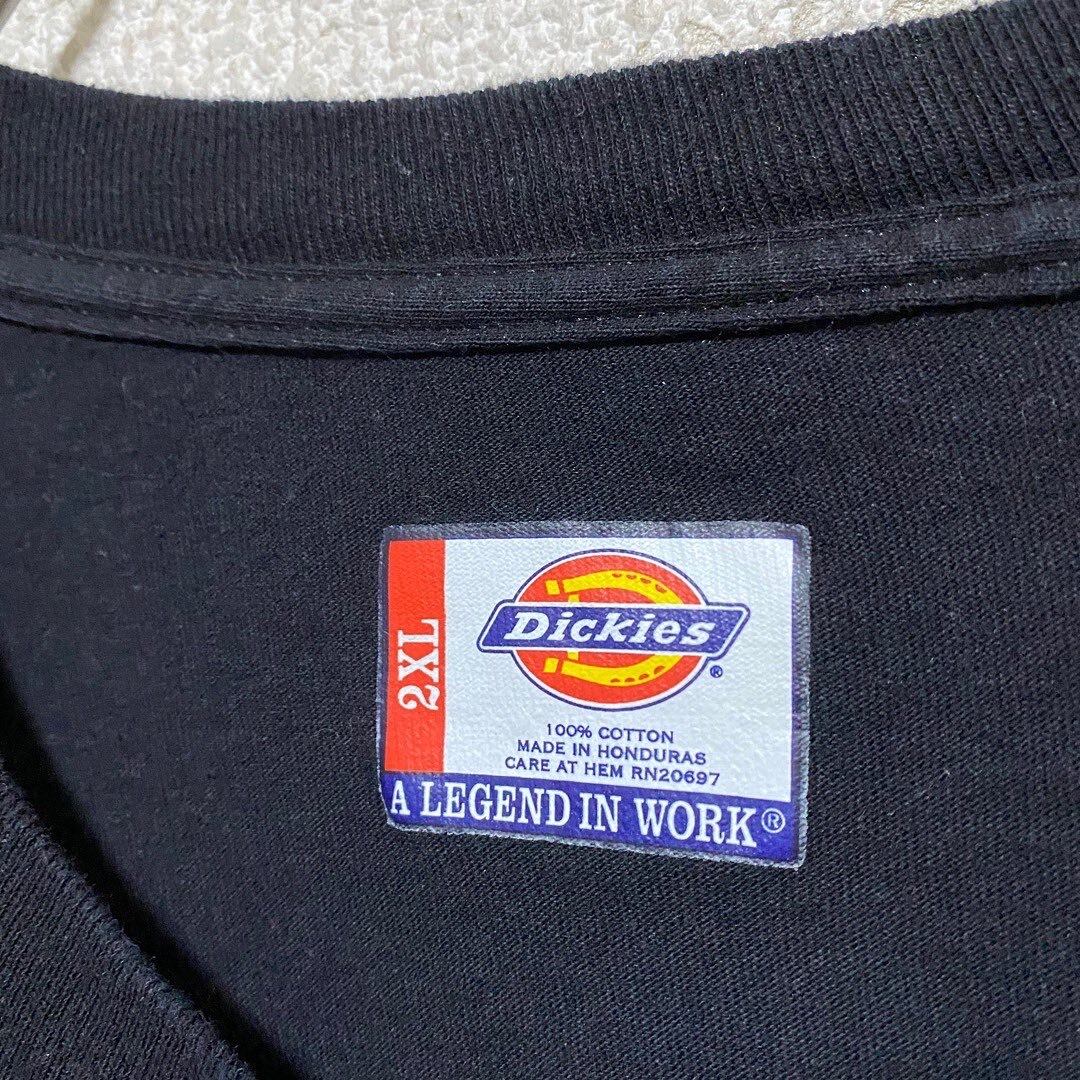 2XL
Dickies®
100% COTTON
MADE IN HONDURAS
CARE AT HEM RN20697
A LEGEND IN WORK®